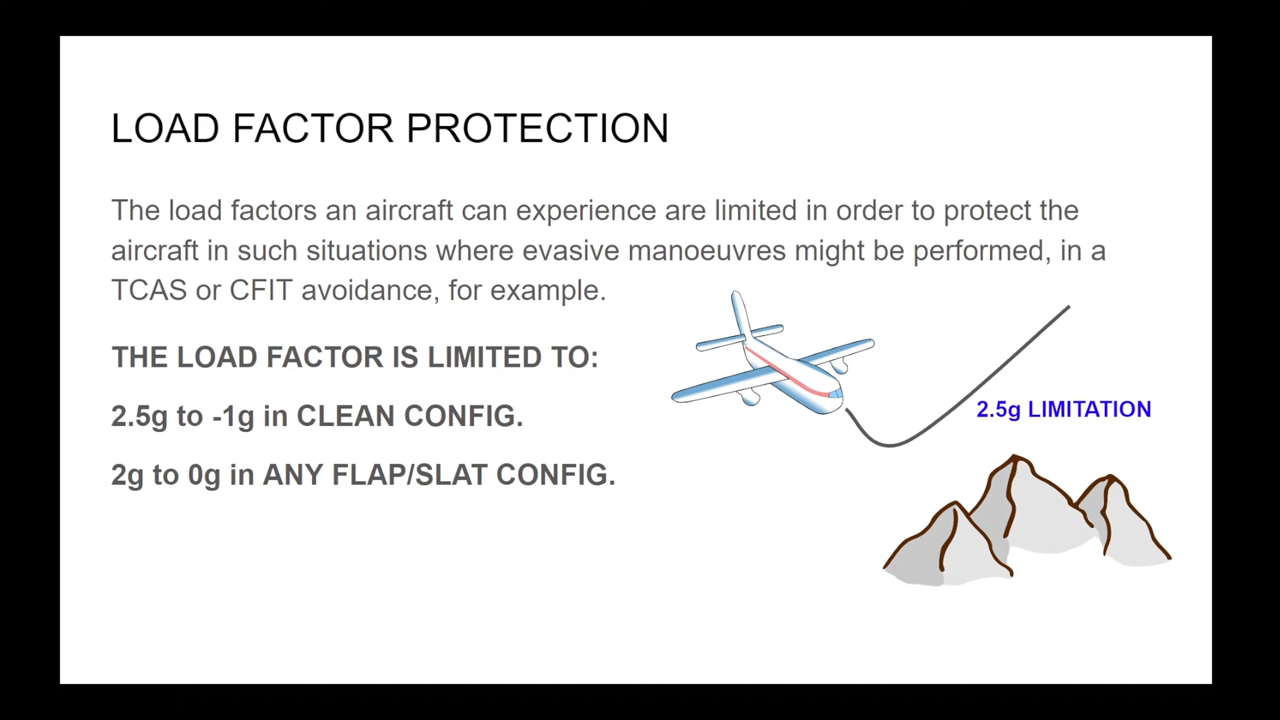 LOAD FACTOR PROTECTION
The load factors an aircraft can experience are limited in order to protect the
aircraft in such situations where evasive manoeuvres might be performed, in a
TCAS or CFIT avoidance, for example.
THE LOAD FACTOR IS LIMITED TO:
2.5g to -1g in CLEAN CONFIG.
2g to 0g in ANY FLAP/SLAT CONFIG.
2.5g LIMITATION